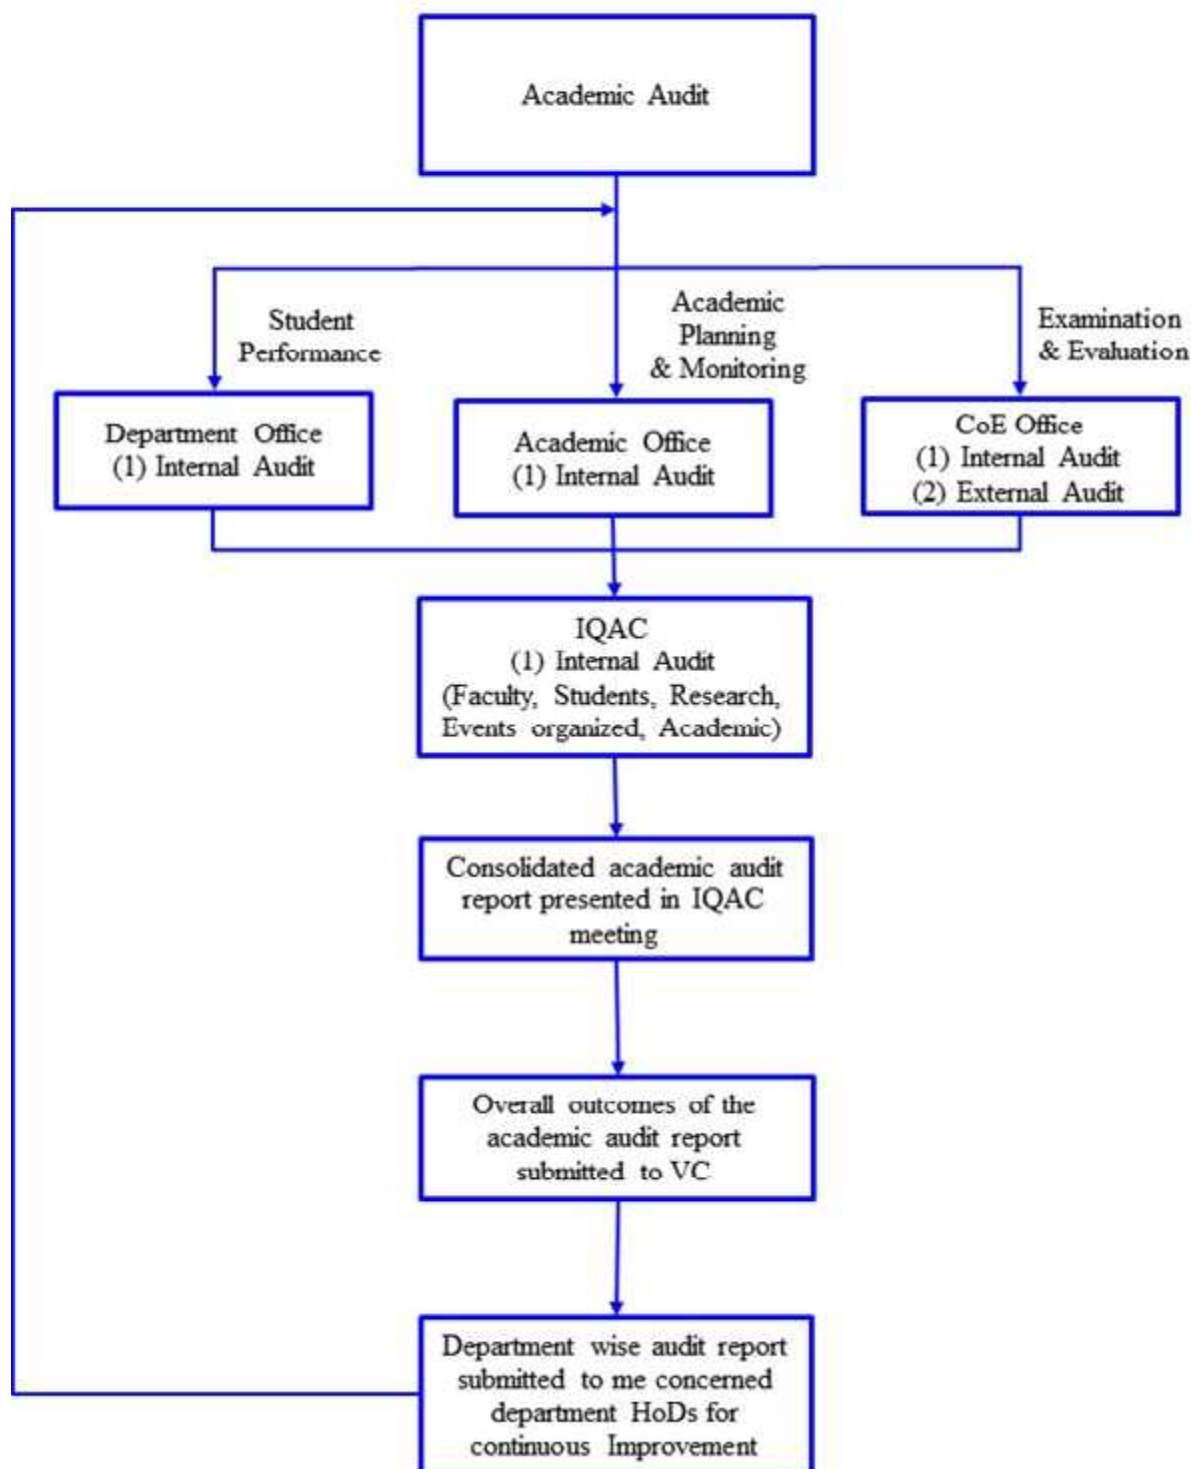 Academic Audit
Student
Performance
Academic
Planning
& Monitoring
Examination
& Evaluation
Department Office
(1) Internal Audit
Academic Office
(1) Internal Audit
CoE Office
(1) Internal Audit
(2) External Audit
IQAC
(1) Internal Audit
(Faculty, Students, Research,
Events organized, Academic)
Consolidated academic audit
report presented in IQAC
meeting
Overall outcomes of the
academic audit report
submitted to VC
Department wise audit report
submitted to me concerned
department HoDs for
continuous Improvement